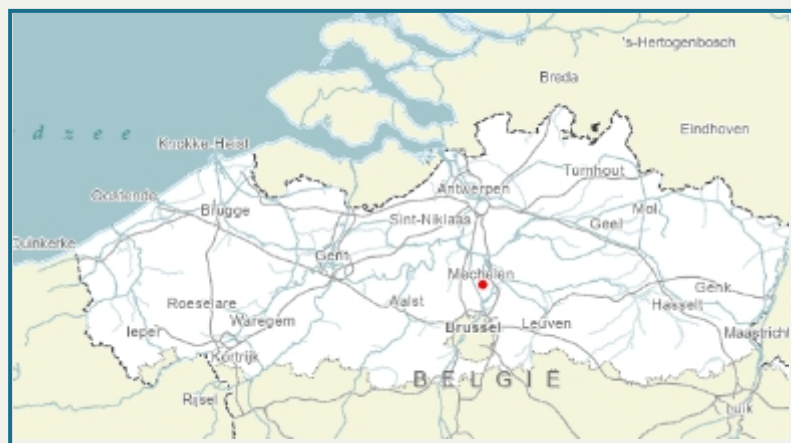 's-Hertogenbosch
Breda
d z e e
Eindhoven
Knokke-Heist
Turnhout
Antwerpen
Oostende
Mol
Brugge
Sint-Niklaas
Geel
Duinkerke
Gent
Mechelen
Genk
Roeselare
Aalst
Hasselt
Waregem
Ieper
Brussel
Leuven
Maastricht
Kortrijk
BELGIË
Rijsel
Luik